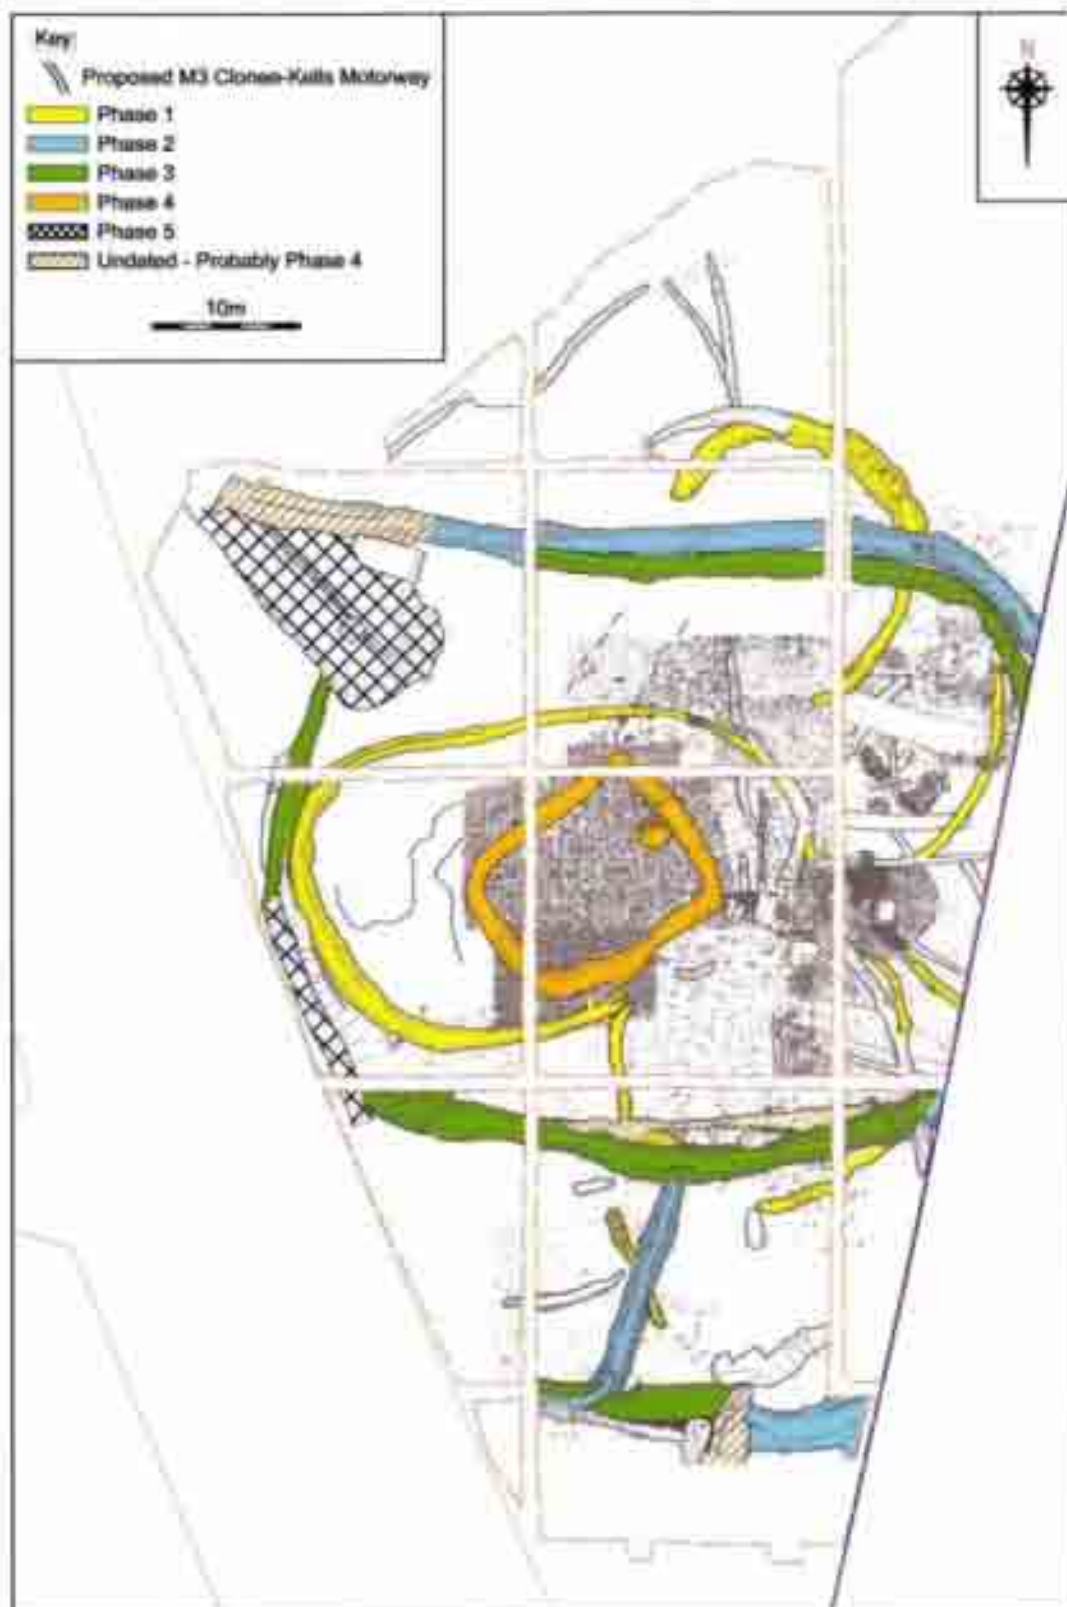 Key:
Proposed M3 Clonee-Kells Motorway
Phase 1
Phase 2
Phase 3
Phase 4
Phase 5
Undated - Probably Phase 4
10m
N